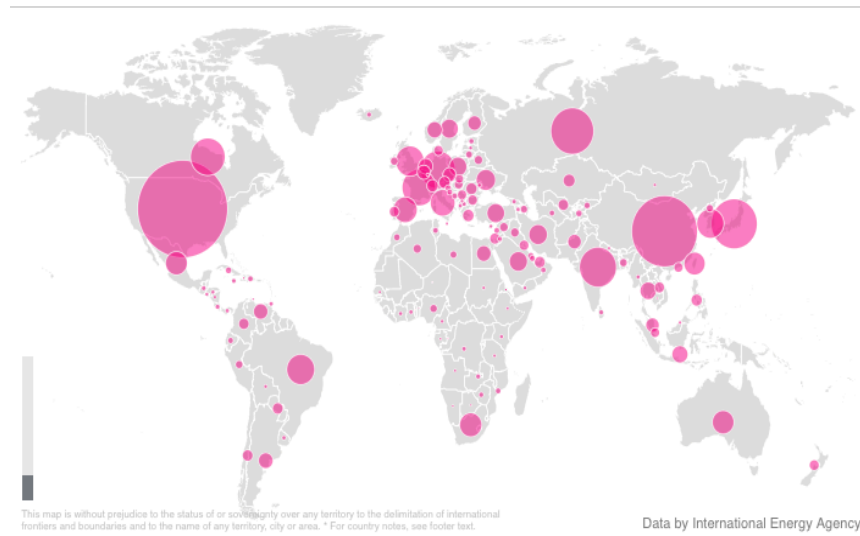 This map is without prejudice to the status of or sovereignty over any territory to the delimitation of international
frontiers and boundaries and to the name of any territory, city or area. * For country notes, see footer text.
Data by International Energy Agency